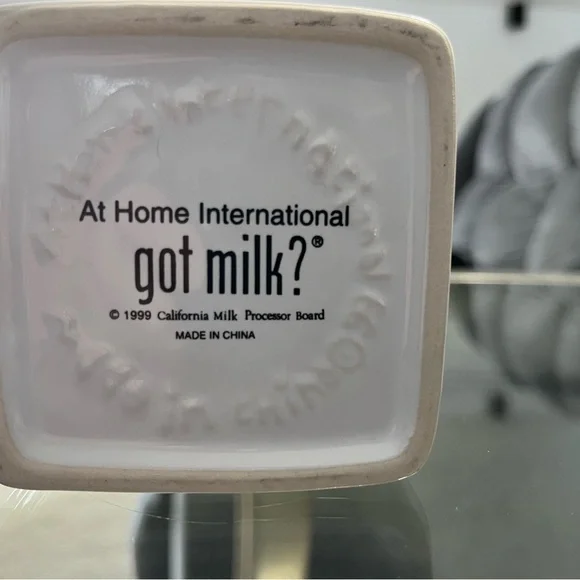 At Home International
got milk?®
© 1999 California Milk Processor Board
MADE IN CHINA